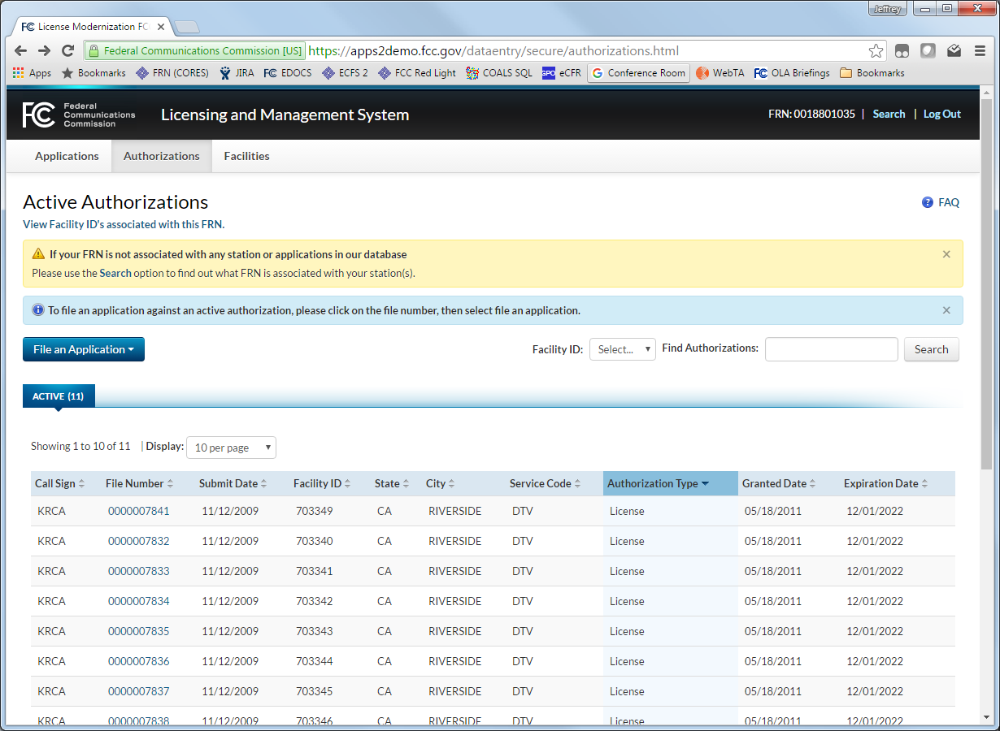 Jeffrey
License Modernization FC
Federal Communications Commission [US] https://apps2demo.fcc.gov/dataentry/secure/authorizations.html
Apps Bookmarks FRN (CORES) JIRA EDOCS ECFS 2 FCC Red Light COALS SQL GPO eCFR Conference Room WebTA OLA Briefings Bookmarks
FC Federal
Communications
Commission
Licensing and Management System
FRN: 0018801035 | Search | Log Out
Applications Authorizations Facilities
Active Authorizations
FAQ
View Facility ID's associated with this FRN.
If your FRN is not associated with any station or applications in our database
Please use the Search option to find out what FRN is associated with your station(s).
To file an application against an active authorization, please click on the file number, then select file an application.
File an Application Facility ID: Select... Find Authorizations: Search
ACTIVE (11)
Showing 1 to 10 of 11 | Display: 10 per page
Call Sign File Number Submit Date Facility ID State City Service Code Authorization Type Granted Date Expiration Date
KRCA 0000007841 11/12/2009 703349 CA RIVERSIDE DTV License 05/18/2011 12/01/2022
KRCA 0000007832 11/12/2009 703340 CA RIVERSIDE DTV License 05/18/2011 12/01/2022
KRCA 0000007833 11/12/2009 703341 CA RIVERSIDE DTV License 05/18/2011 12/01/2022
KRCA 0000007834 11/12/2009 703342 CA RIVERSIDE DTV License 05/18/2011 12/01/2022
KRCA 0000007835 11/12/2009 703343 CA RIVERSIDE DTV License 05/18/2011 12/01/2022
KRCA 0000007836 11/12/2009 703344 CA RIVERSIDE DTV License 05/18/2011 12/01/2022
KRCA 0000007837 11/12/2009 703345 CA RIVERSIDE DTV License 05/18/2011 12/01/2022
KRCA 0000007838 11/12/2009 703346 CA RIVERSIDE DTV License 05/18/2011 12/01/2022